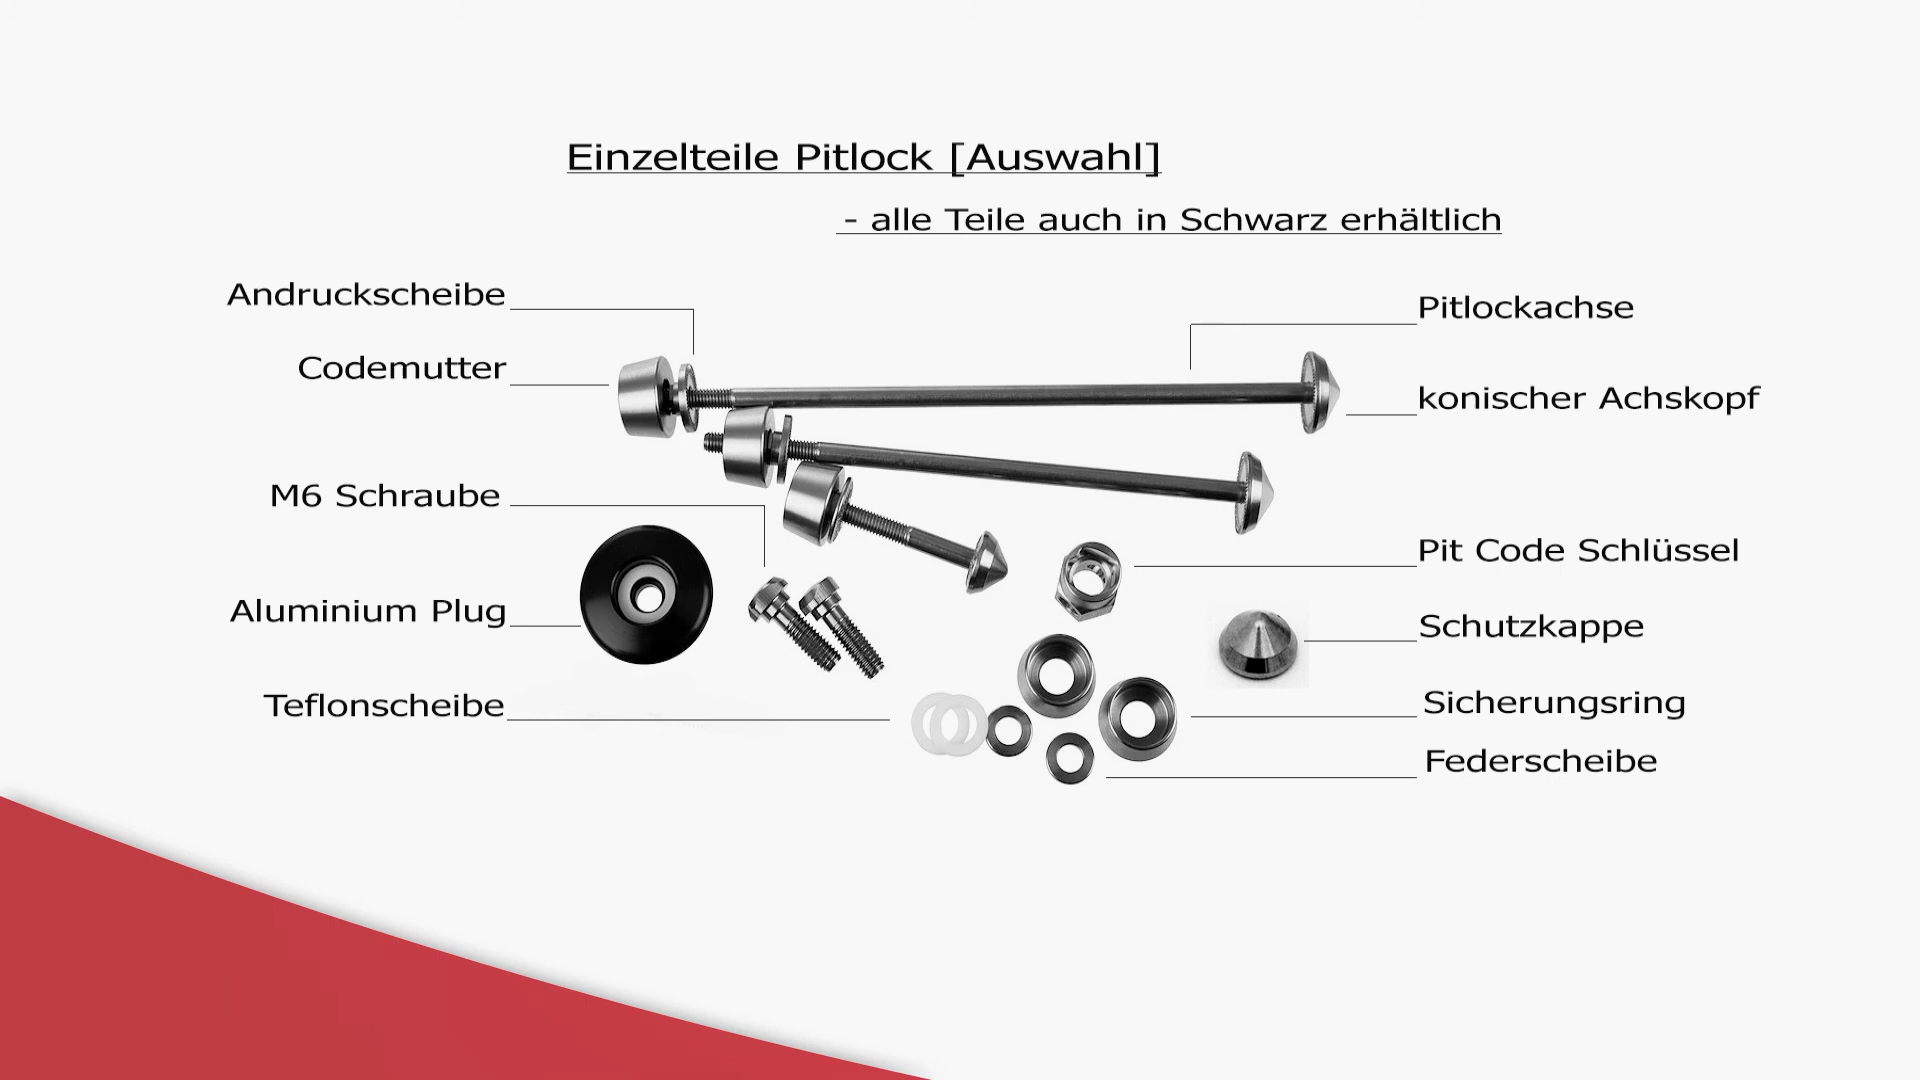 Einzelteile Pitlock [Auswahl]
- alle Teile auch in Schwarz erhältlich
Andruckscheibe
Codemutter
M6 Schraube
Aluminium Plug
Teflonscheibe
Pitlockachse
konischer Achskopf
Pit Code Schlüssel
Schutzkappe
Sicherungsring
Federscheibe